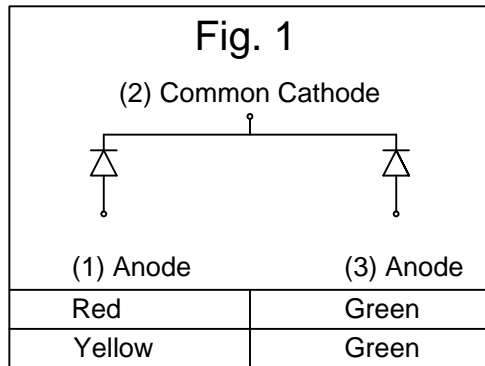 Fig. 1
(2) Common Cathode
(1) Anode (3) Anode
Red Green
Yellow Green